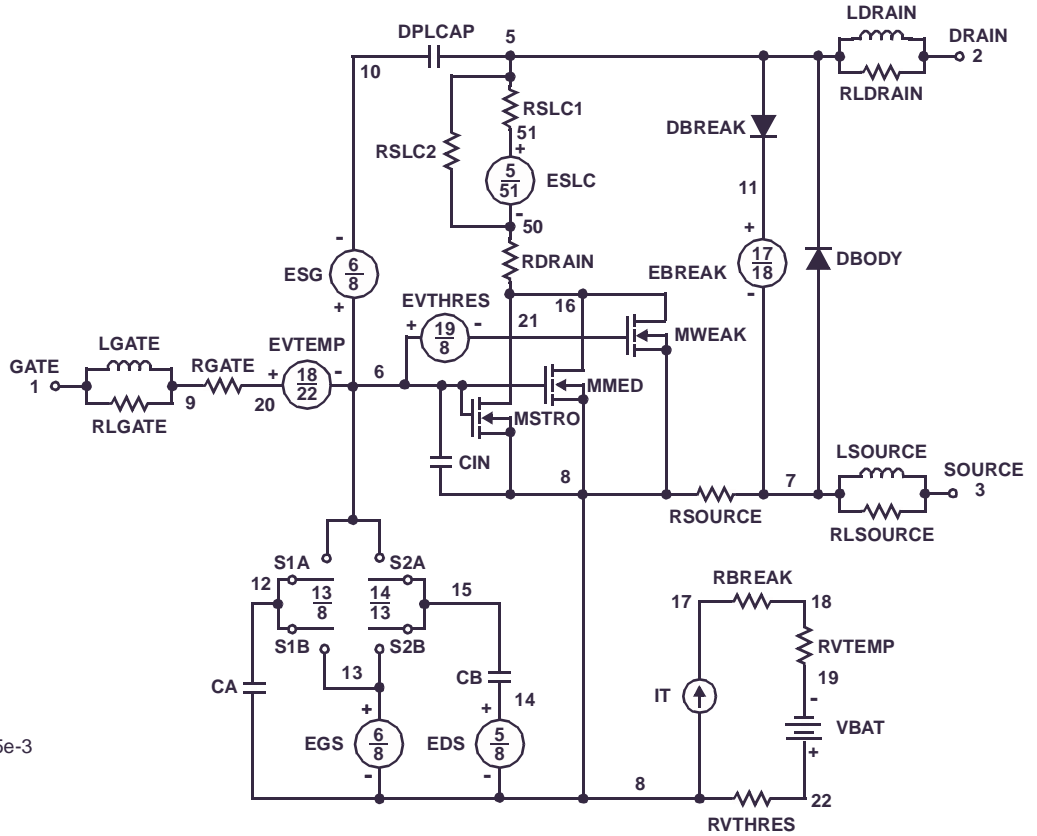 LDRAIN
DPLCAP 5 DRAIN
2
10
RLDRAIN
RSLC1
DBREAK
51
RSLC2 +
5
51
ESLC
11
-
50
- +
RDRAIN
17
18
EBREAK DBODY
6
8
ESG
EVTHRES
16
-
+
+ 19
8
- 21
MWEAK
LGATE EVTEMP
GATE
1
RGATE + 18
22
- 6
MMED
9 20
RLGATE
MSTRO
CIN
LSOURCE
8 7 SOURCE
3
RSOURCE
RLSOURCE
S1A S2A
12 RBREAK
13
8
14
13
15 17 18
S1B S2B
RVTEMP
13
CB 19
CA
14 IT -
+ +
VBAT
5e-3
EGS 6
8
EDS 5
8
+
- -
8 22
RVTHRES